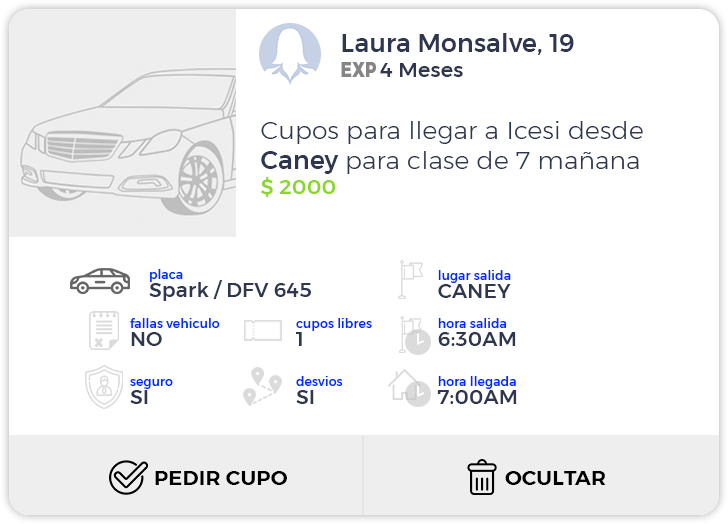 Laura Monsalve, 19
EXP 4 Meses
Cupos para llegar a Icesi desde
Caney para clase de 7 mañana
$ 2000
placa
Spark / DFV 645
lugar salida
CANEY
fallas vehiculo
NO
cupos libres
1
hora salida
6:30AM
seguro
SI
desvios
SI
hora llegada
7:00AM
PEDIR CUPO
OCULTAR